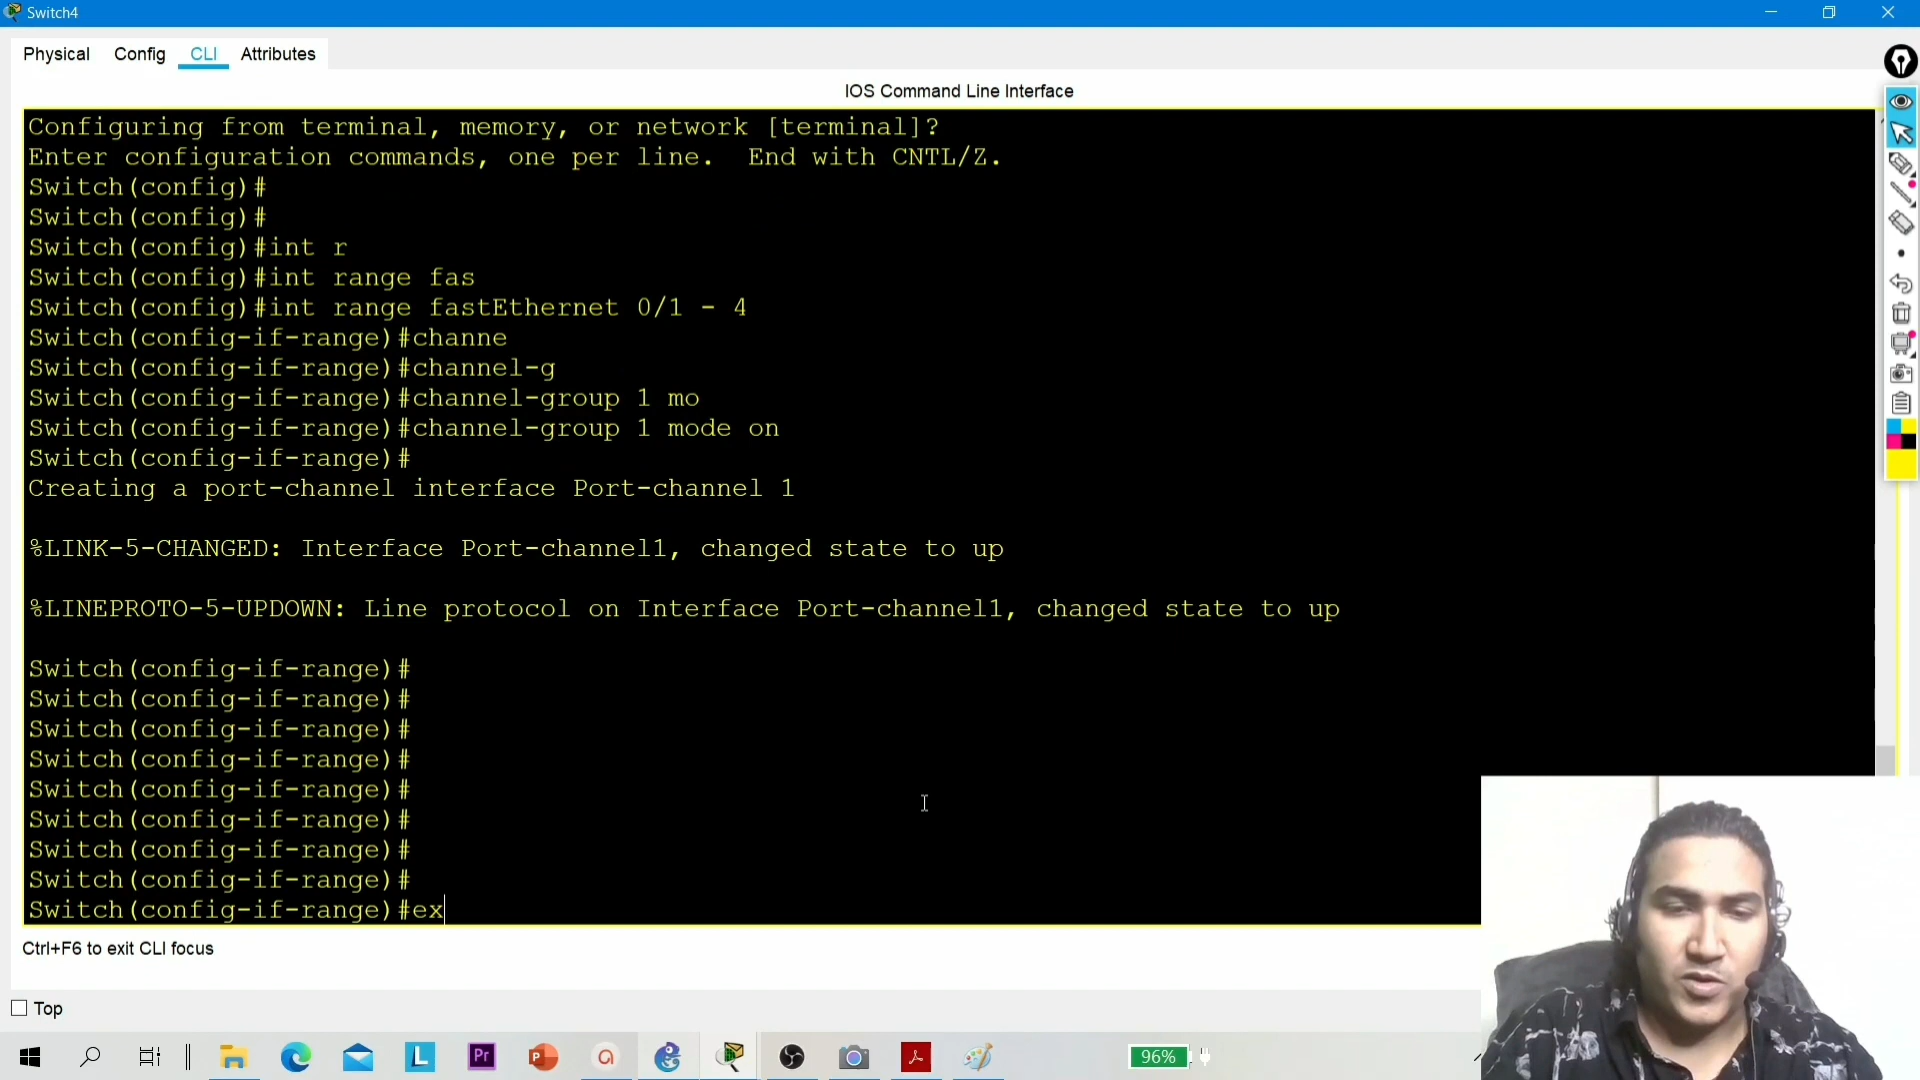 Switch4
Physical Config CLI Attributes
IOS Command Line Interface
Configuring from terminal, memory, or network [terminal]?
Enter configuration commands, one per line.  End with CNTL/Z.
Switch(config)#
Switch(config)#
Switch(config)#int r
Switch(config)#int range fas
Switch(config)#int range fastEthernet 0/1 - 4
Switch(config-if-range)#channe
Switch(config-if-range)#channel-g
Switch(config-if-range)#channel-group 1 mo
Switch(config-if-range)#channel-group 1 mode on
Switch(config-if-range)#
Creating a port-channel interface Port-channel 1
%LINK-5-CHANGED: Interface Port-channel1, changed state to up
%LINEPROTO-5-UPDOWN: Line protocol on Interface Port-channel1, changed state to up
Switch(config-if-range)#
Switch(config-if-range)#
Switch(config-if-range)#
Switch(config-if-range)#
Switch(config-if-range)#
Switch(config-if-range)#
Switch(config-if-range)#
Switch(config-if-range)#
Switch(config-if-range)#ex
Ctrl+F6 to exit CLI focus
Top
L Pr P a 96%